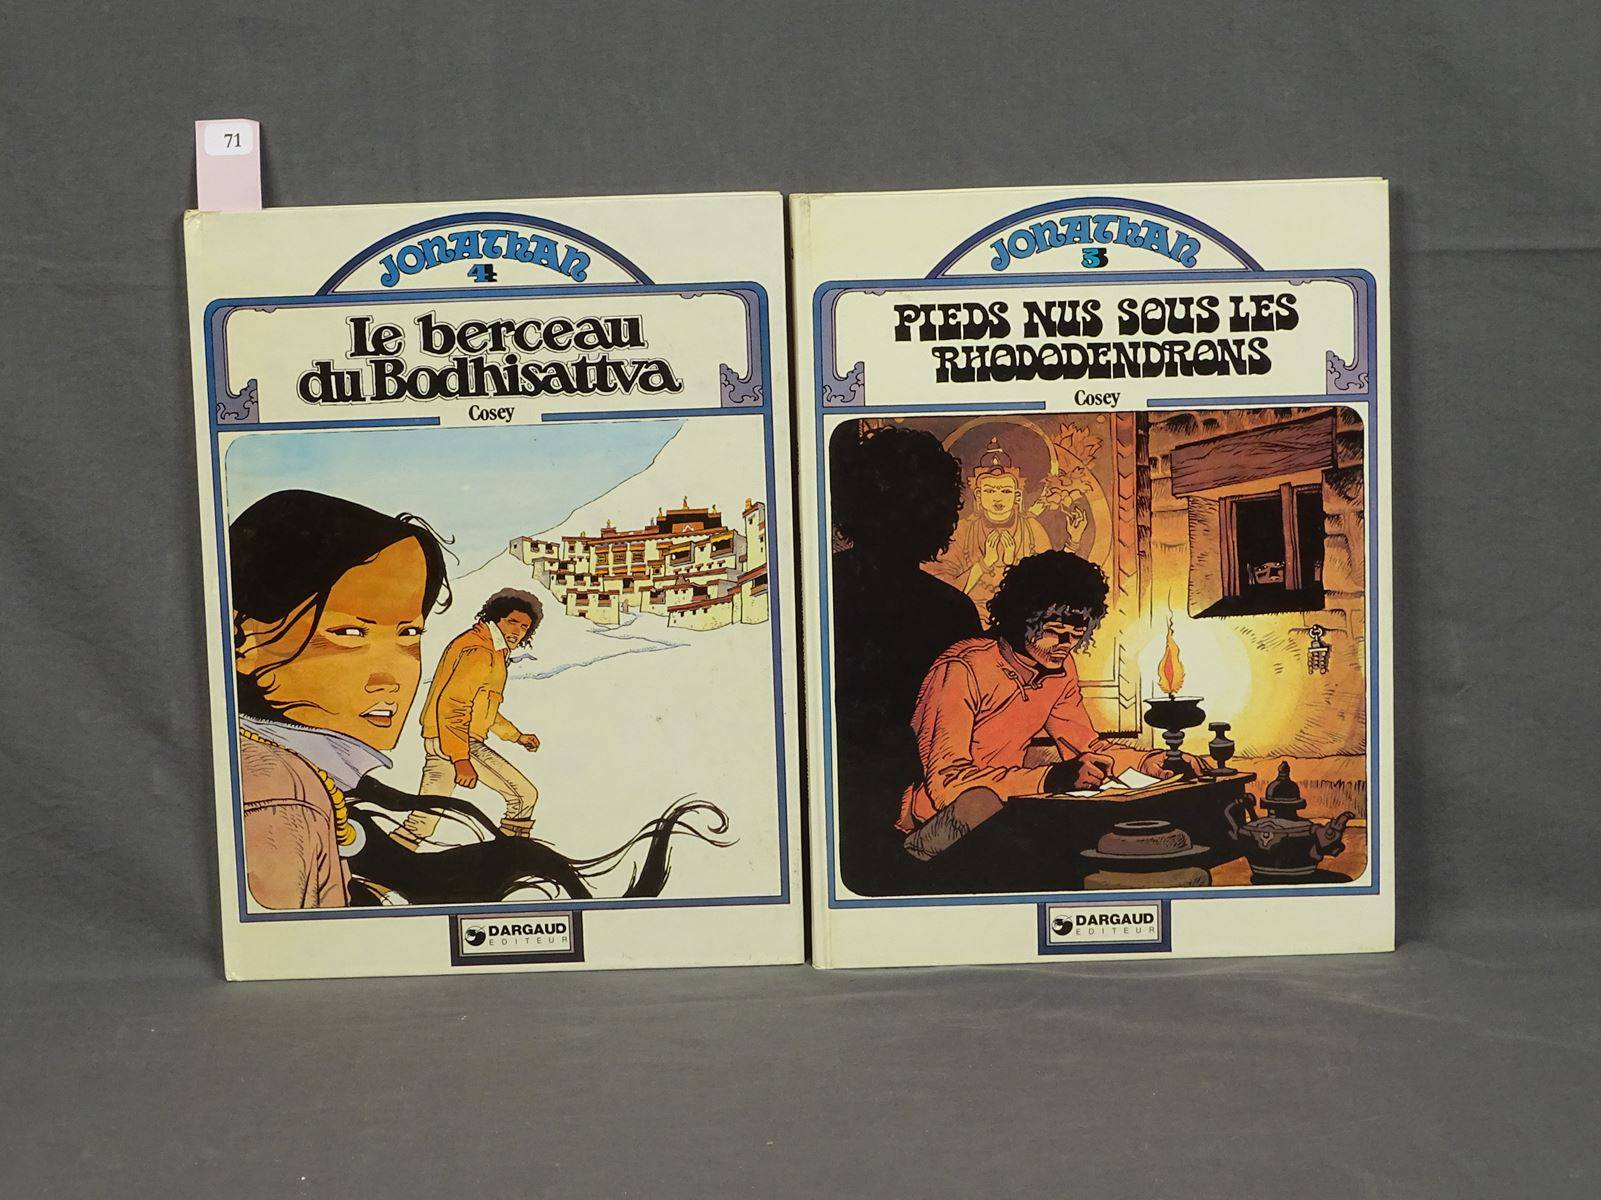 71
JONATHAN
4
Le berceau
du Bodhisattva
Cosey
DARGAUD
EDITEUR
JONATHAN
3
PIEDS NUS SOUS LES
RHODODENDRONS
Cosey
DARGAUD
EDITEUR